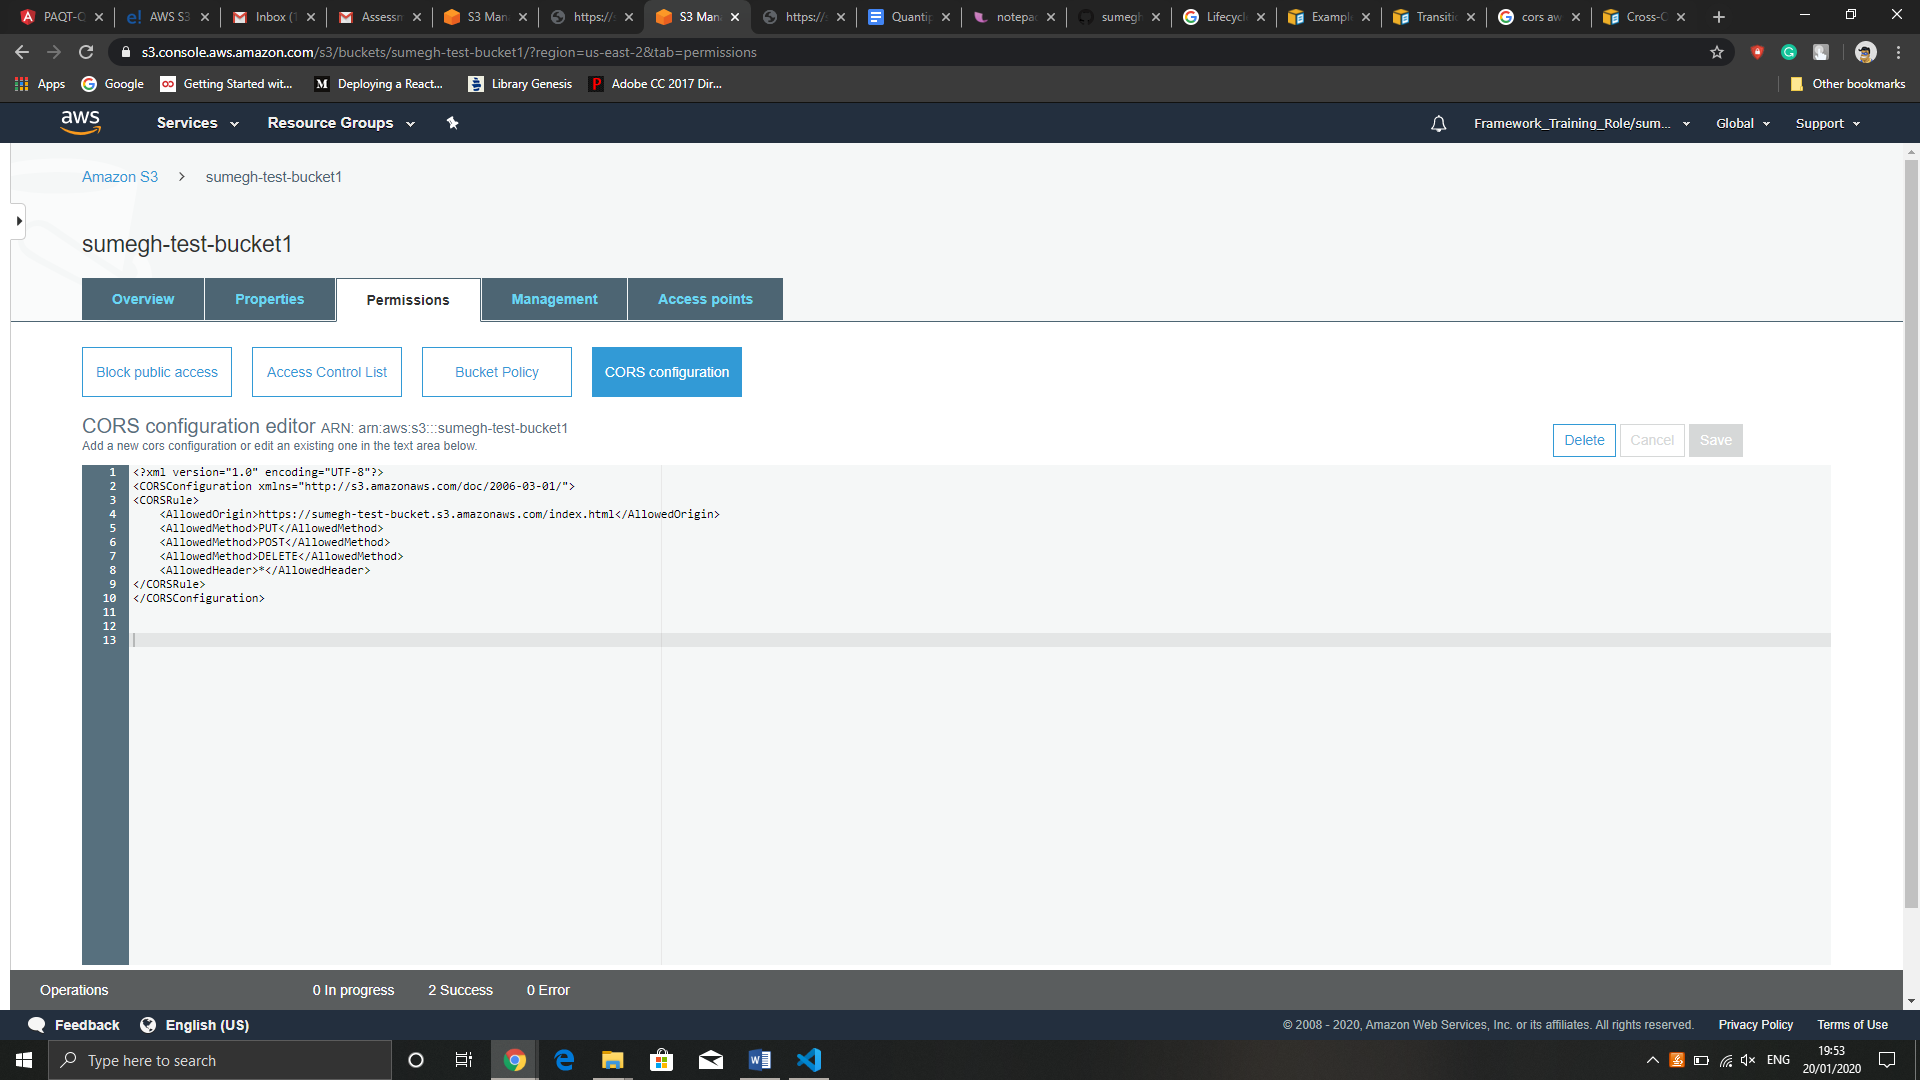 PAQT-Q
AWS S3
Inbox (1
Assessm
S3 Man
https://s
S3 Man
https://s
Quantip
notepad
sumegh
Lifecycle
Example
Transitio
cors aw
Cross-O
s3.console.aws.amazon.com/s3/buckets/sumegh-test-bucket1/?region=us-east-2&tab=permissions
Apps
Google
Getting Started wit...
Deploying a React...
Library Genesis
Adobe CC 2017 Dir...
Other bookmarks
aws
Services
Resource Groups
Framework_Training_Role/sum...
Global
Support
Amazon S3 > sumegh-test-bucket1
sumegh-test-bucket1
Overview
Properties
Permissions
Management
Access points
Block public access
Access Control List
Bucket Policy
CORS configuration
CORS configuration editor ARN: arn:aws:s3:::sumegh-test-bucket1
Add a new cors configuration or edit an existing one in the text area below.
Delete
Cancel
Save
1 <?xml version="1.0" encoding="UTF-8"?>
2 <CORSConfiguration xmlns="http://s3.amazonaws.com/doc/2006-03-01/">
3 <CORSRule>
4 <AllowedOrigin>https://sumegh-test-bucket.s3.amazonaws.com/index.html</AllowedOrigin>
5 <AllowedMethod>PUT</AllowedMethod>
6 <AllowedMethod>POST</AllowedMethod>
7 <AllowedMethod>DELETE</AllowedMethod>
8 <AllowedHeader>*</AllowedHeader>
9 </CORSRule>
10 </CORSConfiguration>
11
12
13
Operations
0 In progress
2 Success
0 Error
Feedback
English (US)
© 2008 - 2020, Amazon Web Services, Inc. or its affiliates. All rights reserved.
Privacy Policy
Terms of Use
Type here to search
ENG
19:53
20/01/2020